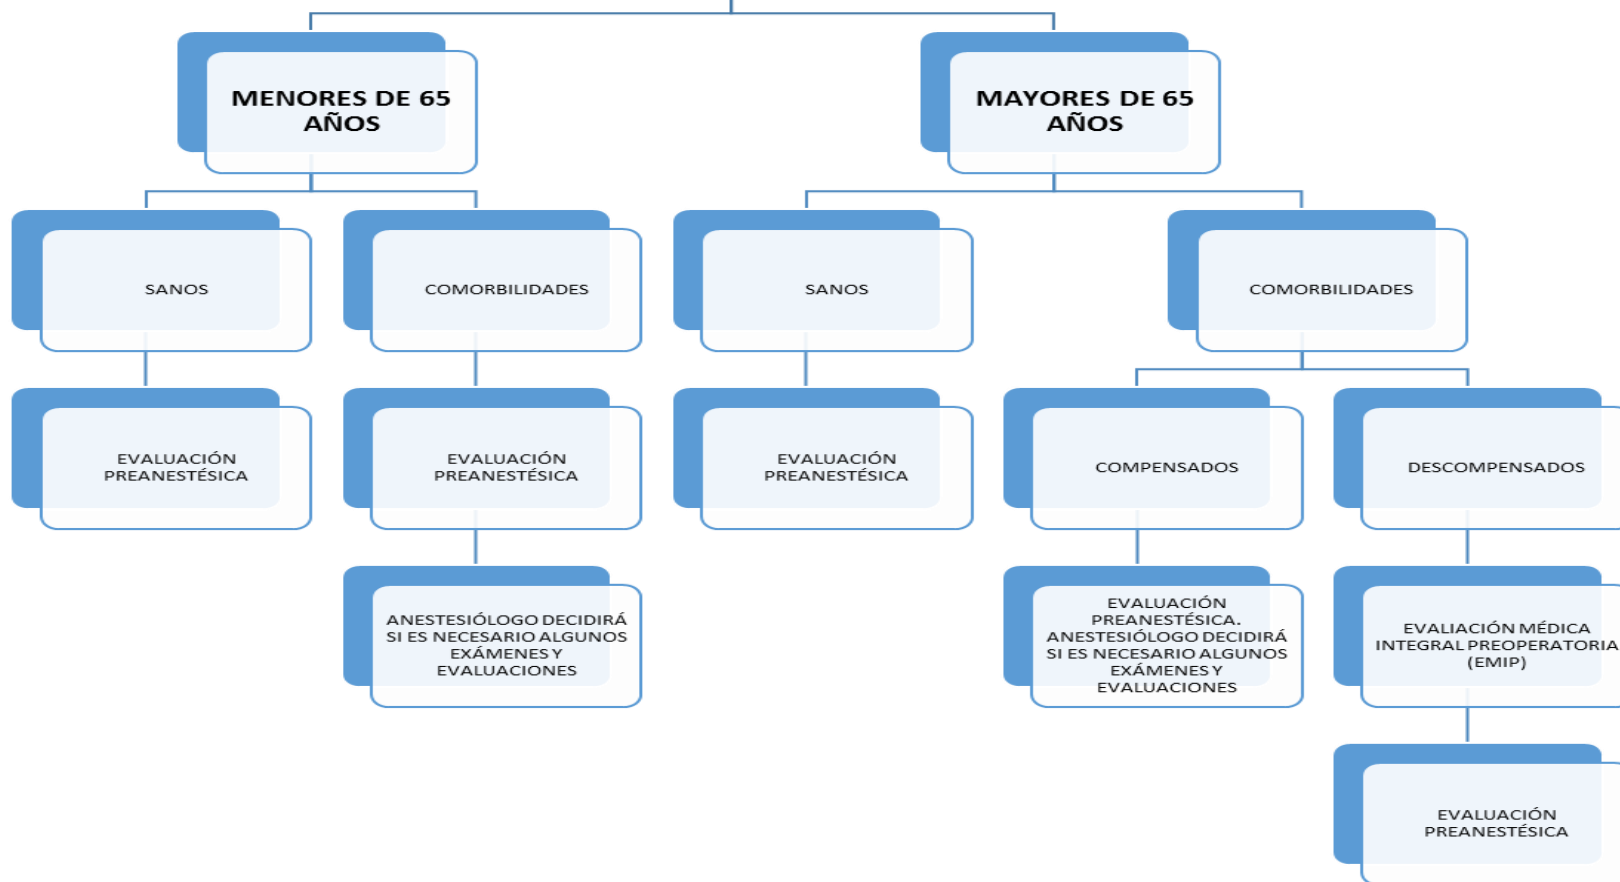 MENORES DE 65
AÑOS
MAYORES DE 65
AÑOS
SANOS
COMORBILIDADES
SANOS
COMORBILIDADES
EVALUACIÓN
PREANESTÉSICA
EVALUACIÓN
PREANESTÉSICA
EVALUACIÓN
PREANESTÉSICA
COMPENSADOS
DESCOMPENSADOS
ANESTESIÓLOGO DECIDIRÁ
SI ES NECESARIO ALGUNOS
EXÁMENES Y
EVALUACIONES
EVALUACIÓN
PREANESTÉSICA.
ANESTESIÓLOGO DECIDIRÁ
SI ES NECESARIO ALGUNOS
EXÁMENES Y
EVALUACIONES
EVALIACIÓN MÉDICA
INTEGRAL PREOPERATORIA
(EMIP)
EVALUACIÓN
PREANESTÉSICA